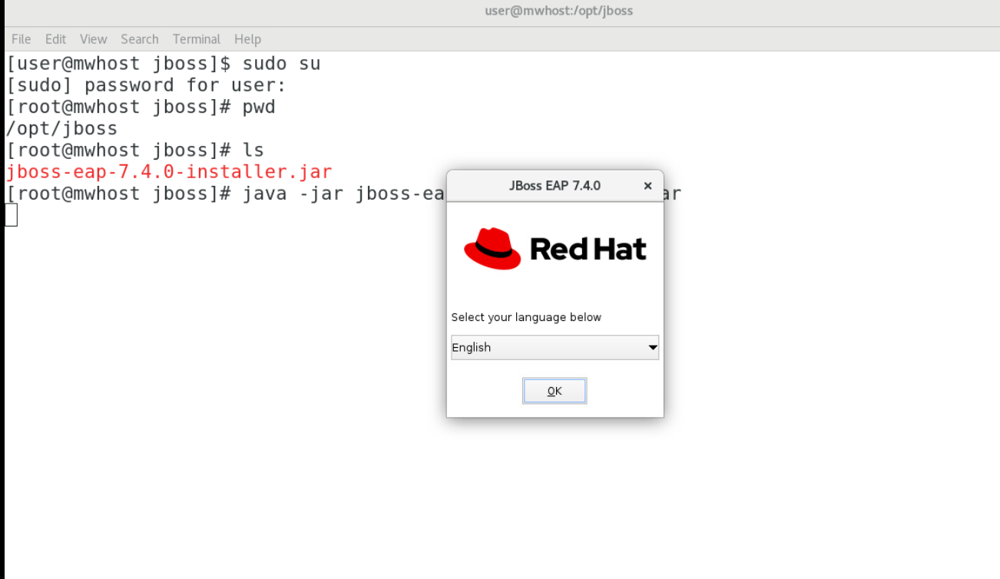 user@mwhost:/opt/jboss
File Edit View Search Terminal Help
[user@mwhost jboss]$ sudo su
[sudo] password for user:
[root@mwhost jboss]# pwd
/opt/jboss
[root@mwhost jboss]# ls
jboss-eap-7.4.0-installer.jar
[root@mwhost jboss]# java -jar jboss-ea ar
JBoss EAP 7.4.0 ×
Red Hat
Select your language below
English
OK